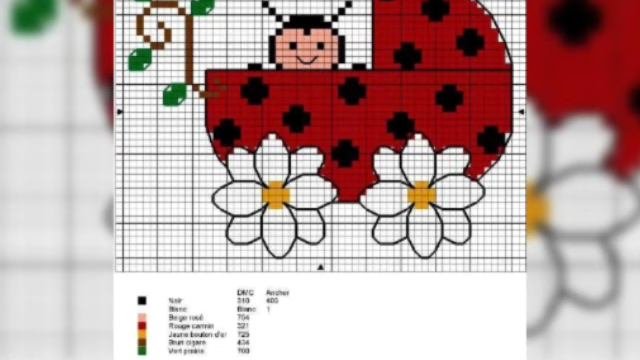 DMC Ancher
Noir 310 403
Blanc Blanc 1
Beige rosé 754
Rouge carmin 321
Jaune bouton d'or 725
Brun cigare 434
Vert prairie 700